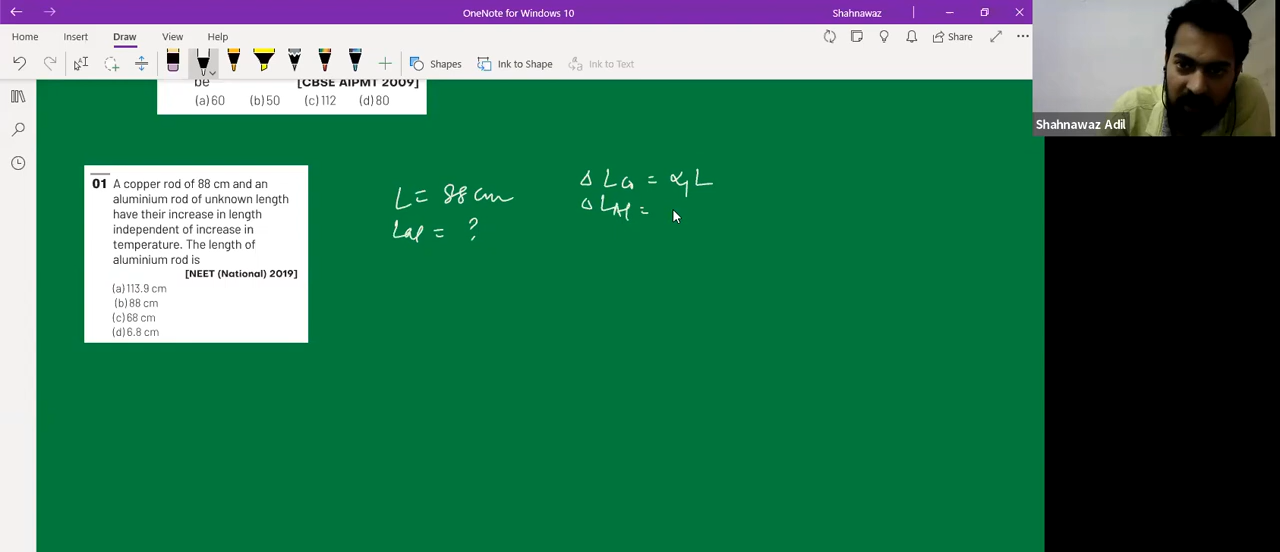 OneNote for Windows 10
Shahnawaz
Home Insert Draw View Help
Share
Shapes Ink to Shape Ink to Text
be [CBSE AIPMT 2009]
(a) 60 (b) 50 (c) 112 (d) 80
01 A copper rod of 88 cm and an
aluminium rod of unknown length
have their increase in length
independent of increase in
temperature. The length of
aluminium rod is
[NEET (National) 2019]
(a) 113.9 cm
(b) 88 cm
(c) 68 cm
(d) 6.8 cm
L = 88 cm
Lal = ?
Δ L = α₁ L
Δ LAl =
Shahnawaz Adil